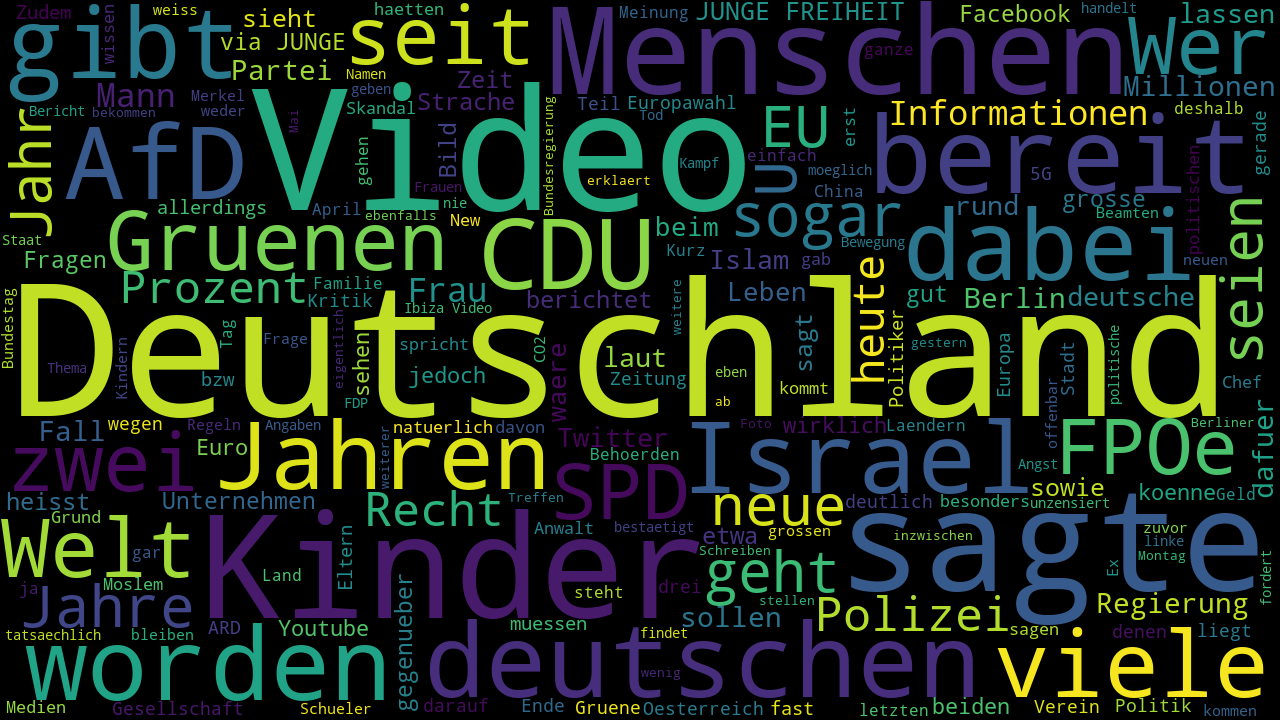 Zudem
weiss
haetten
Meinung
JUNGE FREIHEIT
handelt
Facebook
lassen
gibt
wissen
sieht
via JUNGE
seit
Menschen
ganze
Wer
Partei
Namen
Zeit
Millionen
Mann
geben
Bericht
bekommen
Merkel
weder
Skandal
Strache
Teil
Europawahl
Tod
Informationen
deshalb
Jahr
AfD
Mai
Video
Bild
gehen
Bundesregierung
EU
erst
bereit
gerade
Kampf
einfach
moeglich
5G
Frauen
erklaert
U
China
politischen
allerdings
April
ebenfalls
nie
New
sogar
rund
grosse
Beamten
Staat
Gruenen
CDU
beim
Kurz
Bewegung
dabei
seien
Fragen
Islam
gab
neuen
Prozent
Familie
Kritik
Frau
Ibiza Video
berichtet
weitere
Leben
heute
gut
Berlin
deutsche
Bundestag
Deutschland
Tag
Frage
eigentlich
sehen
spricht
CO2
laut
sagt
Politiker
gestern
Europa
Stadt
politische
Thema
Kindern
bzw
jedoch
Zeitung
eben
kommt
Chef
FDP
waere
ab
offenbar
Fall
wegen
Regeln
Angaben
natuerlich
davon
Twitter
Foto
wirklich
Laendern
FPOe
Berliner
dafuer
zwei
Euro
Jahren
weiterer
Behoerden
Israel
Angst
sowie
koenne
Geld
heisst
Unternehmen
Recht
Treffen
SPD
neue
deutlich
besonders
unzensiert
Welt
Grund
Kinder
Anwalt
bestaetigt
etwa
grossen
inzwischen
sagte
zuvor
linke
Montag
gar
Eltern
Schreiben
geht
Ex
fordert
ja
Moslem
Land
steht
drei
stellen
Jahre
gegenueber
sollen
Polizei
Regierung
tatsaechlich
bleiben
ARD
Youtube
muessen
findet
sagen
denen
liegt
worden
deutschen
wenig
viele
Medien
Gesellschaft
Schueler
darauf
Ende
Gruene
Oesterreich
fast
letzten
beiden
Verein
Politik
kommen